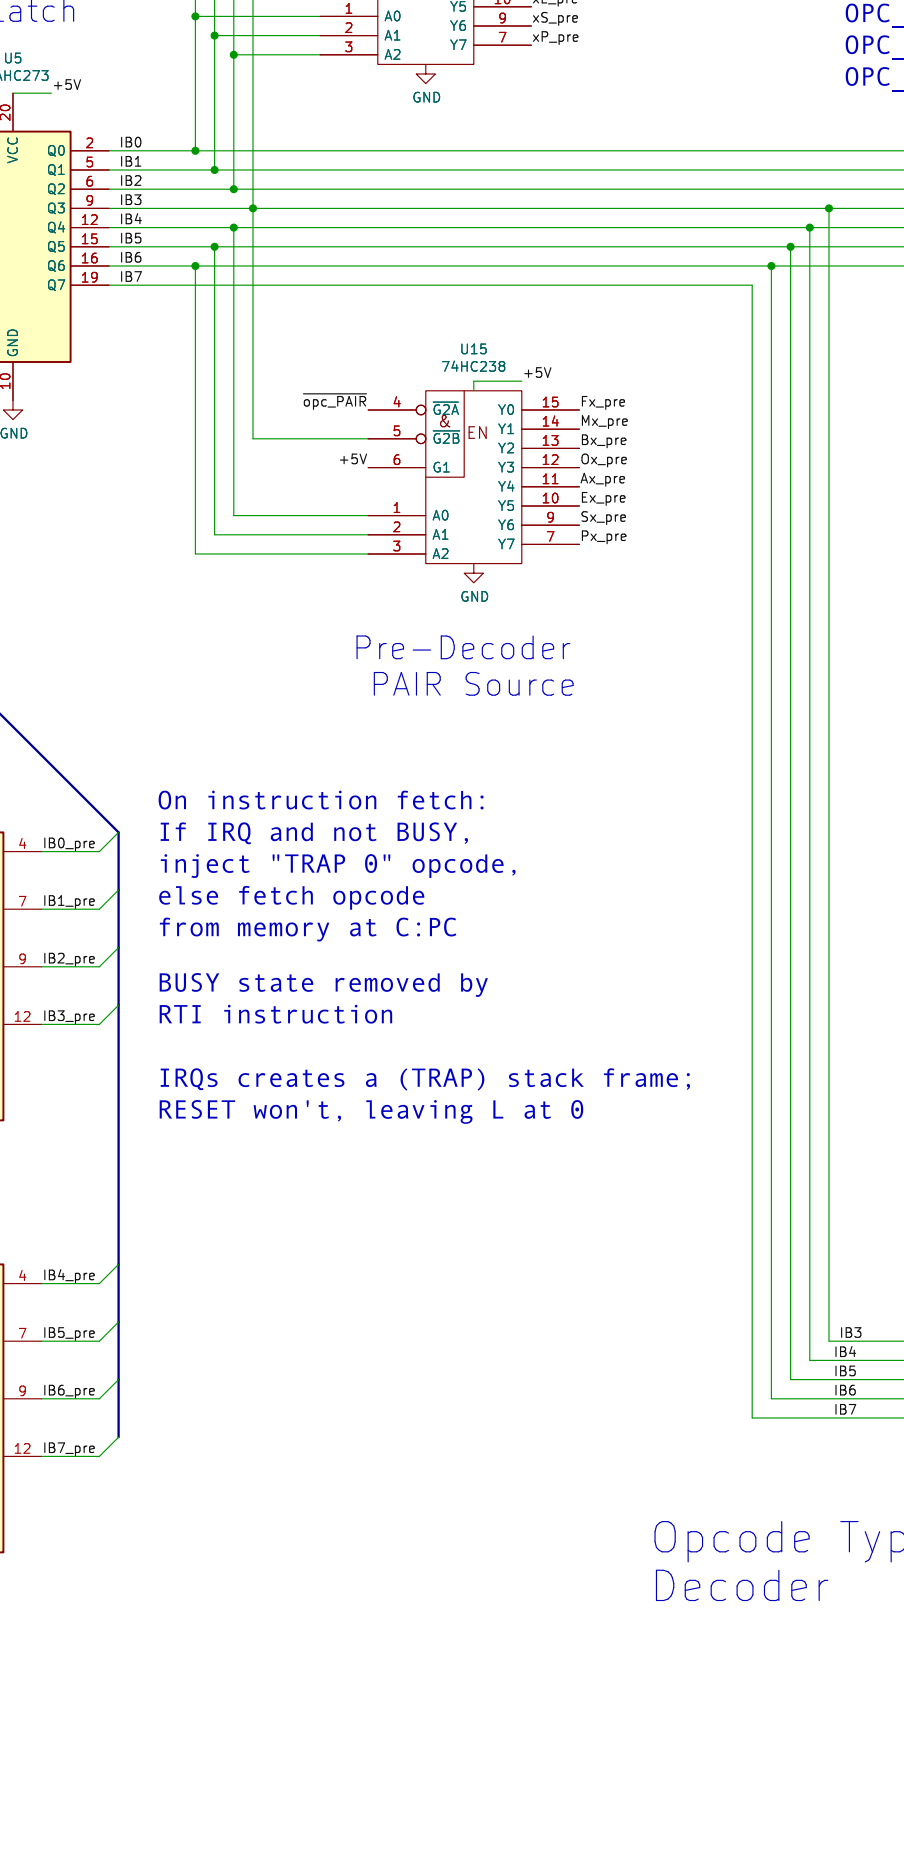 atch
U5
AHC273
+5V
20
VCC
Q0 2 IB0
Q1 5 IB1
Q2 6 IB2
Q3 9 IB3
Q4 12 IB4
Q5 15 IB5
Q6 16 IB6
Q7 19 IB7
GND
10
GND
Y5
1 A0 Y6 9 xS_pre
2 A1 Y7 7 xP_pre
3 A2
GND
OPC_
OPC_
OPC_
U15
74HC238
+5V
opc_PAIR 4 G2A Y0 15 Fx_pre
& Y1 14 Mx_pre
5 G2B EN Y2 13 Bx_pre
+5V 6 G1 Y3 12 Ox_pre
Y4 11 Ax_pre
Y5 10 Ex_pre
1 A0 Y6 9 Sx_pre
2 A1 Y7 7 Px_pre
3 A2
GND
Pre-Decoder
PAIR Source
On instruction fetch:
If IRQ and not BUSY,
inject "TRAP 0" opcode,
else fetch opcode
from memory at C:PC
BUSY state removed by
RTI instruction
IRQs creates a (TRAP) stack frame;
RESET won't, leaving L at 0
4 IB0_pre
7 IB1_pre
9 IB2_pre
12 IB3_pre
4 IB4_pre
7 IB5_pre
9 IB6_pre
12 IB7_pre
IB3
IB4
IB5
IB6
IB7
Opcode Typ
Decoder